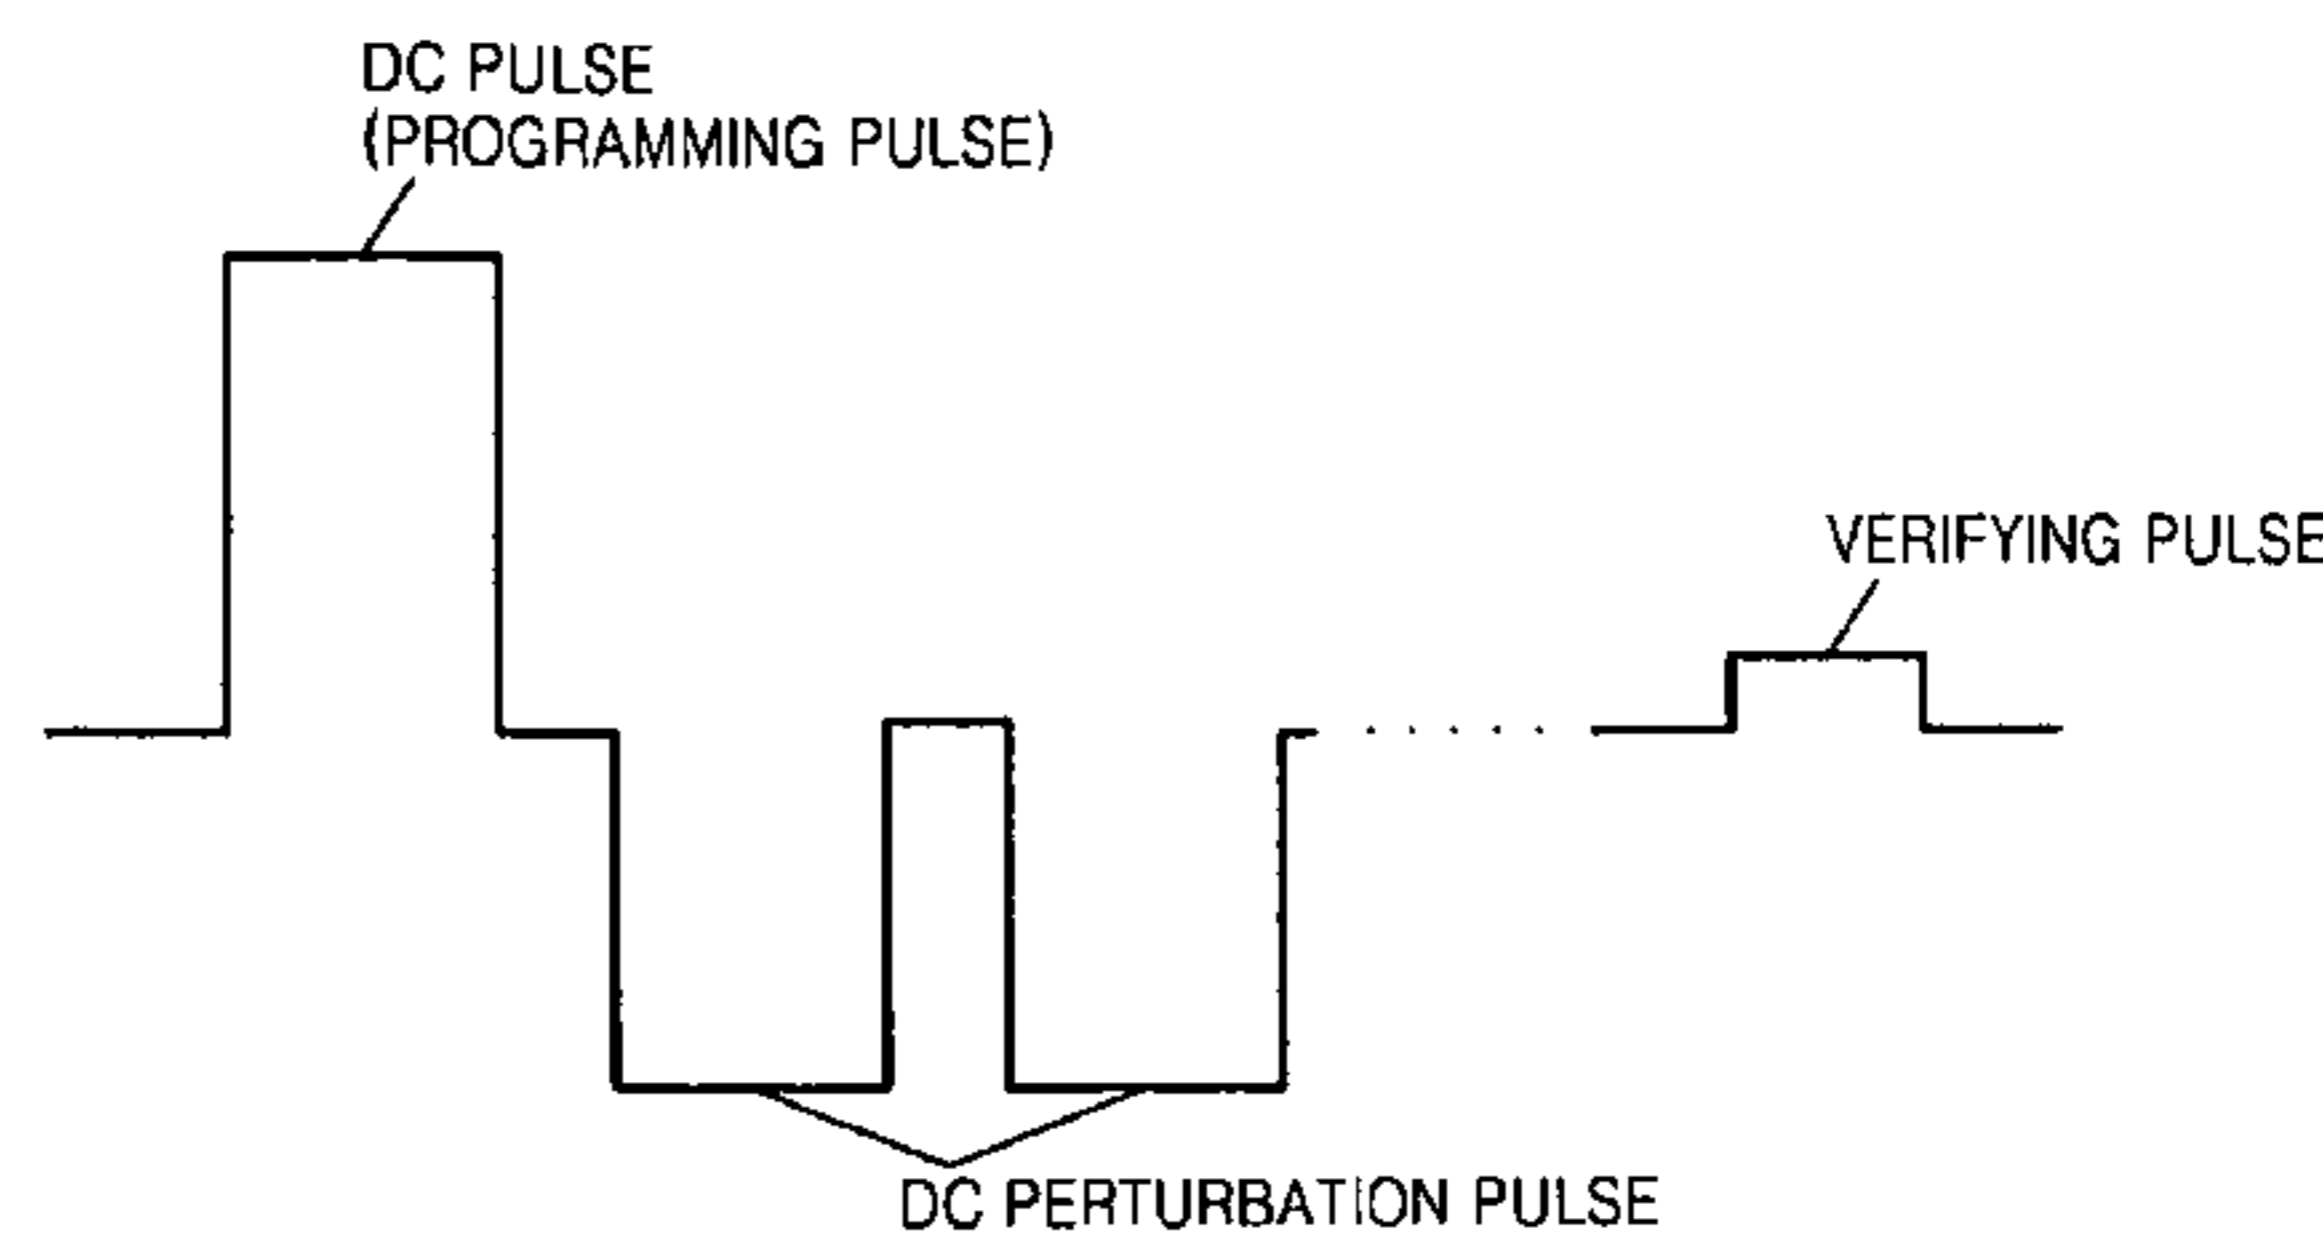 DC PULSE
(PROGRAMMING PULSE)
VERIFYING PULSE
DC PERTURBATION PULSE